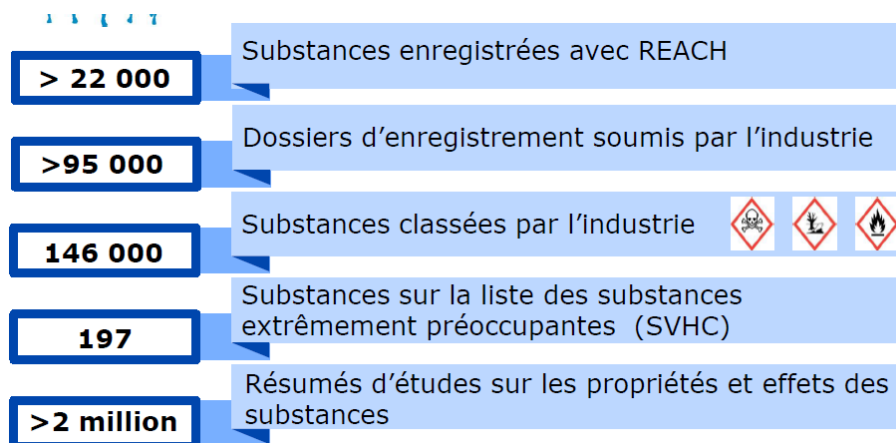 > 22 000
Substances enregistrées avec REACH
>95 000
Dossiers d’enregistrement soumis par l’industrie
146 000
Substances classées par l’industrie
197
Substances sur la liste des substances
extrêmement préoccupantes (SVHC)
>2 million
Résumés d’études sur les propriétés et effets des
substances